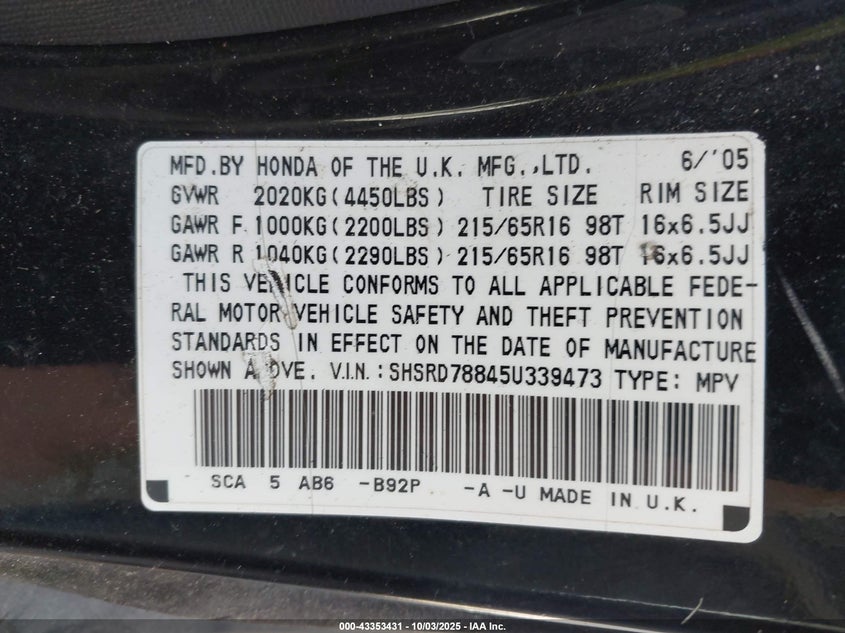 MFD.BY HONDA OF THE U.K. MFG.,LTD. 6/'05
GVWR 2020KG(4450LBS) TIRE SIZE RIM SIZE
GAWR F 1000KG(2200LBS) 215/65R16 98T 16x6.5JJ
GAWR R 1040KG(2290LBS) 215/65R16 98T 16x6.5JJ
THIS VEHICLE CONFORMS TO ALL APPLICABLE FEDE-
RAL MOTOR VEHICLE SAFETY AND THEFT PREVENTION
STANDARDS IN EFFECT ON THE DATE OF MANUFACTURE
SHOWN ABOVE. V.I.N.:SHSRD78845U339473 TYPE: MPV
SCA 5 AB6 -B92P -A -U MADE IN U.K.
000-43353431 - 10/03/2025 - IAA Inc.